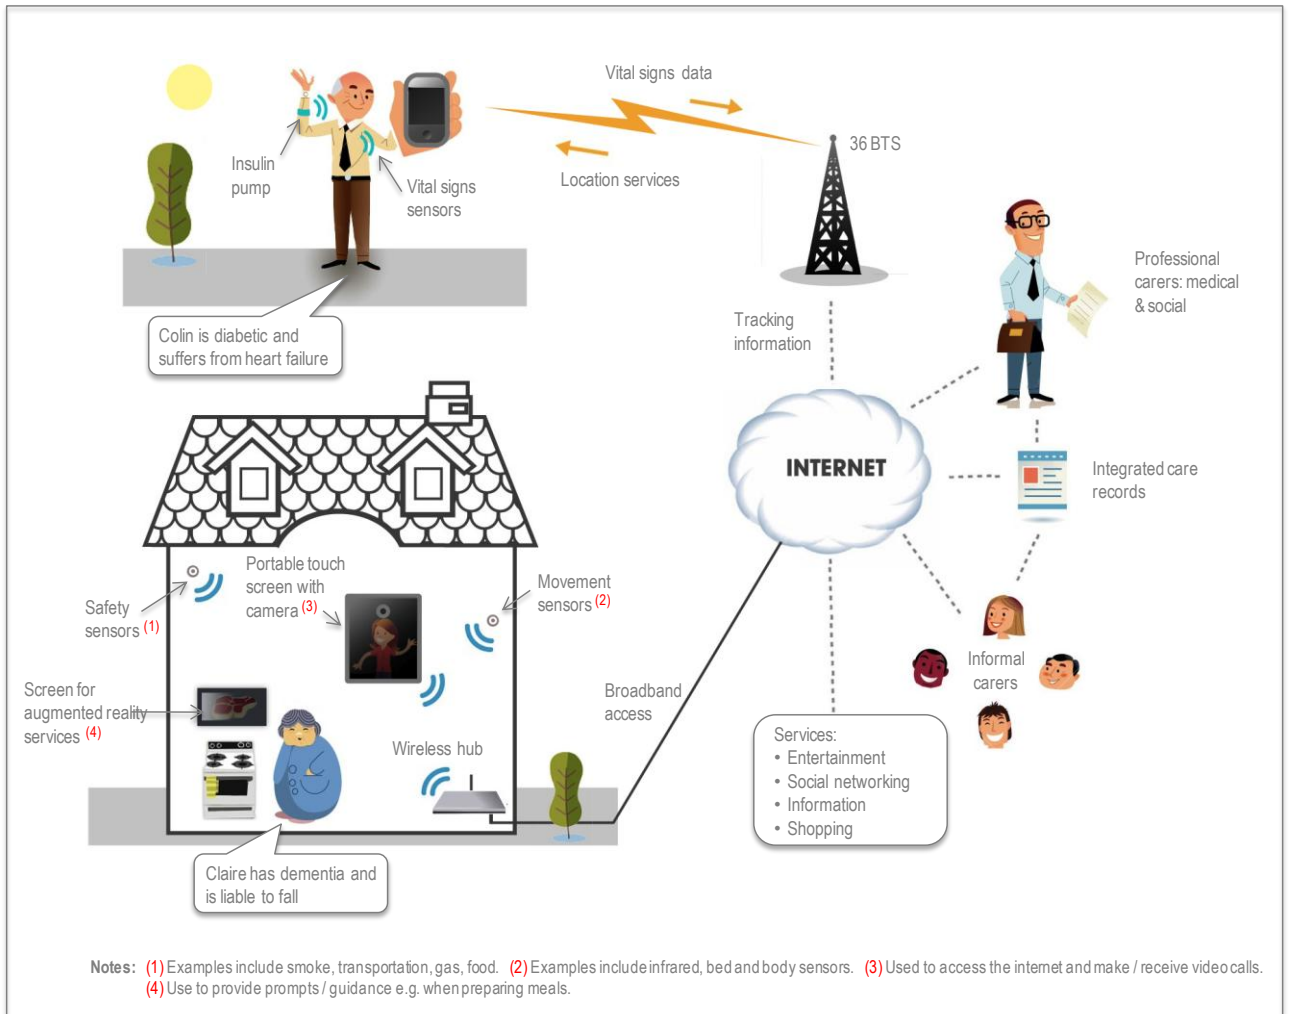 Vital signs data
36 BTS
Insulin
pump
Vital signs
sensors
Location services
Professional
carers: medical
& social
Colin is diabetic and
suffers from heart failure
Tracking
information
INTERNET
Integrated care
records
Portable touch
screen with
camera (3)
Movement
sensors (2)
Safety
sensors (1)
Informal
carers
Screen for
augmented reality
services (4)
Broadband
access
Wireless hub
Services:
• Entertainment
• Social networking
• Information
• Shopping
Claire has dementia and
is liable to fall
Notes: (1) Examples include smoke, transportation, gas, food. (2) Examples include infrared, bed and body sensors. (3) Used to access the internet and make / receive video calls.
(4) Use to provide prompts / guidance e.g. when preparing meals.